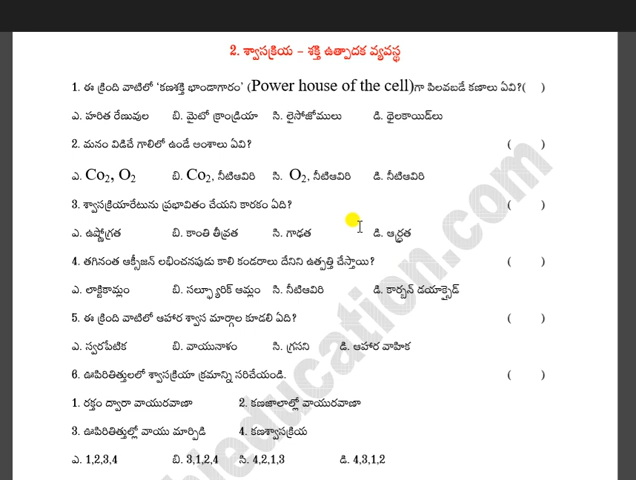 2. శ్వాసక్రియ – శక్తి ఉత్పాదక వ్యవస్థ
1. ఈ క్రింది వాటిలో 'కణశక్తి భాండాగారం' (Power house of the cell)గా పిలవబడే కణాలు ఏవి?( )
ఎ. హరిత రేణువుల బి. మైటో క్రాండ్రియా సి. లైసోజోములు డి. థైలకాయిడ్‌లు
2. మనం విడిచే గాలిలో ఉండే అంశాలు ఏవి? ( )
ఎ. Co2, O2 బి. Co2, నీటిఆవిరి సి. O2, నీటిఆవిరి డి. నీటిఆవిరి
3. శ్వాసక్రియారేటును ప్రభావితం చేయని కారకం ఏది? ( )
ఎ. ఉష్ణోగ్రత బి. కాంతి తీవ్రత సి. గాఢత డి. ఆర్ద్రత
4. తగినంత ఆక్సీజన్ లభించనపుడు కాలి కండరాలు దేనిని ఉత్పత్తి చేస్తాయి? ( )
ఎ. లాక్టికామ్లం బి. సల్ఫ్యూరిక్ ఆమ్లం సి. నీటిఆవిరి డి. కార్బన్ డయాక్సైడ్
5. ఈ క్రింది వాటిలో ఆహార శ్వాస మార్గాల కూడలి ఏది? ( )
ఎ. స్వరపేటిక బి. వాయునాళం సి. గ్రసని డి. ఆహార వాహిక
6. ఊపిరితిత్తులలో శ్వాసక్రియా క్రమాన్ని సరిచేయండి. ( )
1. రక్తం ద్వారా వాయురవాణా 2. కణజాలాల్లో వాయురవాణా
3. ఊపిరితిత్తుల్లో వాయు మార్పిడి 4. కణశ్వాసక్రియ
ఎ. 1,2,3,4 బి. 3,1,2,4 సి. 4,2,1,3 డి. 4,3,1,2